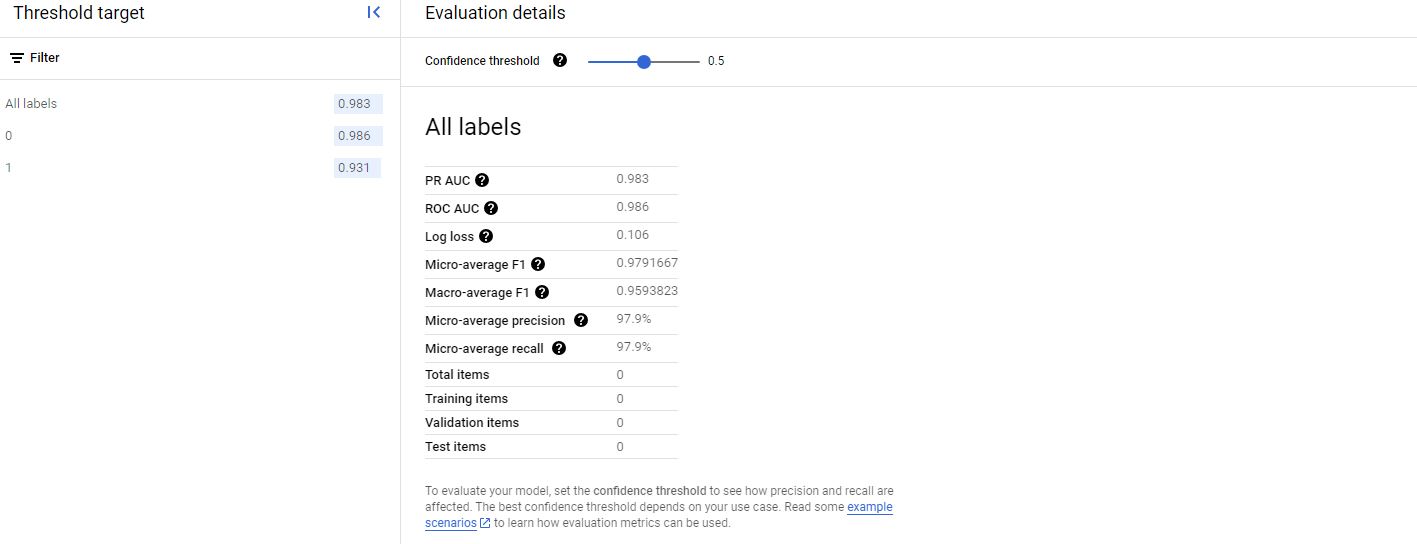 Threshold target
Filter
All labels 0.983
0 0.986
1 0.931
Evaluation details
Confidence threshold ? 0.5
All labels
PR AUC ? 0.983
ROC AUC ? 0.986
Log loss ? 0.106
Micro-average F1 ? 0.9791667
Macro-average F1 ? 0.9593823
Micro-average precision ? 97.9%
Micro-average recall ? 97.9%
Total items 0
Training items 0
Validation items 0
Test items 0
To evaluate your model, set the confidence threshold to see how precision and recall are
affected. The best confidence threshold depends on your use case. Read some example
scenarios to learn how evaluation metrics can be used.